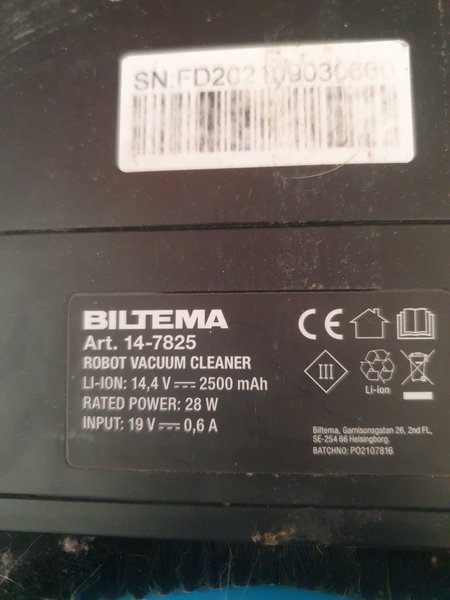 BILTEMA
Art. 14-7825
ROBOT VACUUM CLEANER
LI-ION: 14,4 V ⎓ 2500 mAh
RATED POWER: 28 W
INPUT: 19 V ⎓ 0,6 A
CE
III
Li-ion
Biltema, Garnisonsgatan 26, 2nd FL,
SE-254 66 Helsingborg.
BATCHNO: PO2107816